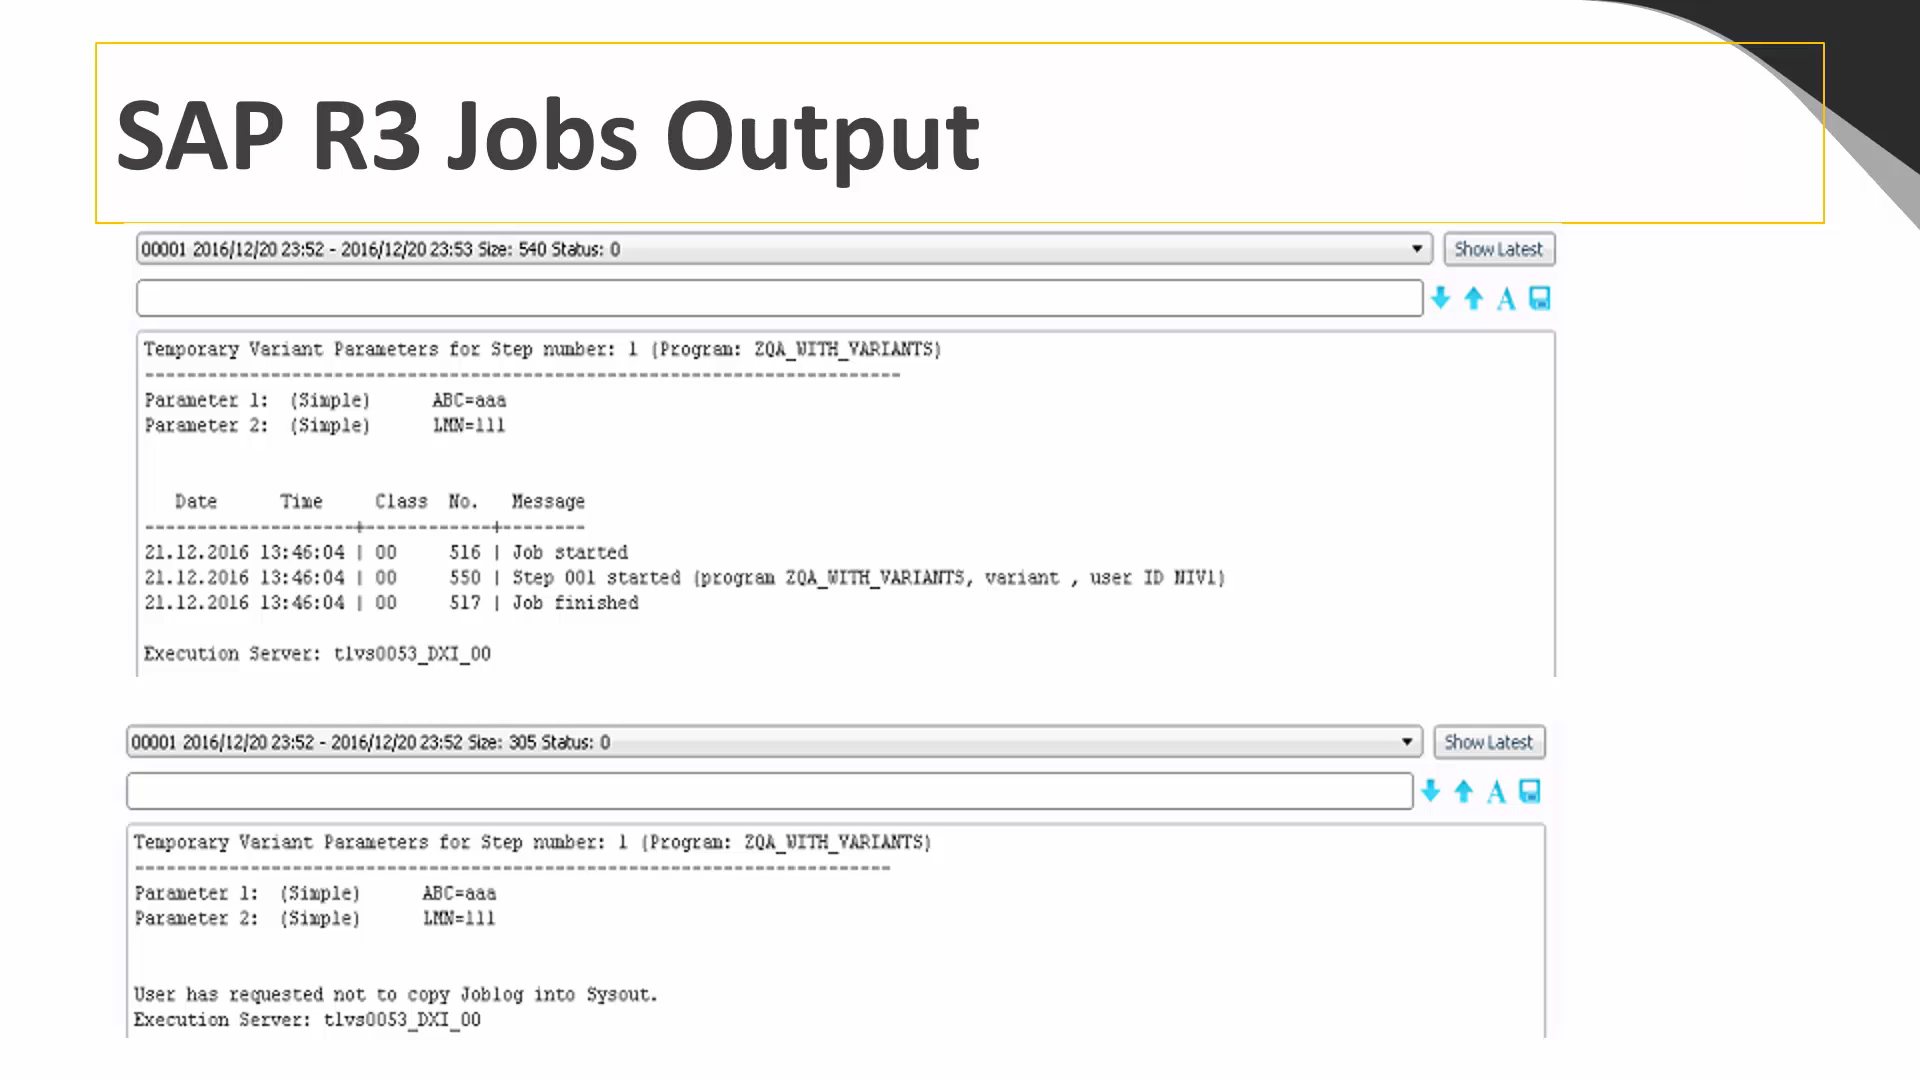 SAP R3 Jobs Output
00001 2016/12/20 23:52 - 2016/12/20 23:53 Size: 540 Status: 0
Show Latest
A
Temporary Variant Parameters for Step number: 1 (Program: ZQA_WITH_VARIANTS)
------------------------------------------------------------------------
Parameter 1:  (Simple)      ABC=aaa
Parameter 2:  (Simple)      LMN=lll
Date      Time     Class  No.   Message
--------------------+------------+--------
21.12.2016 13:46:04 | 00     516 | Job started
21.12.2016 13:46:04 | 00     550 | Step 001 started (program ZQA_WITH_VARIANTS, variant , user ID NIV1)
21.12.2016 13:46:04 | 00     517 | Job finished
Execution Server: tlvs0053_DXI_00
00001 2016/12/20 23:52 - 2016/12/20 23:52 Size: 305 Status: 0
Show Latest
A
Temporary Variant Parameters for Step number: 1 (Program: ZQA_WITH_VARIANTS)
------------------------------------------------------------------------
Parameter 1:  (Simple)      ABC=aaa
Parameter 2:  (Simple)      LMN=lll
User has requested not to copy Joblog into Sysout.
Execution Server: tlvs0053_DXI_00